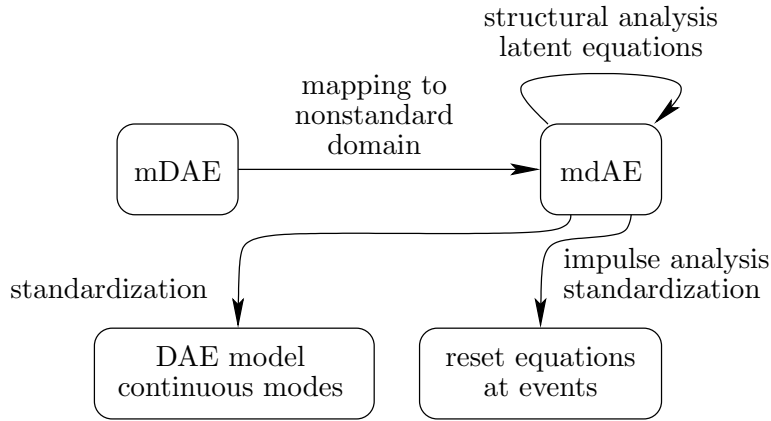 structural analysis
latent equations
mapping to
nonstandard
domain
mDAE
mdAE
standardization
impulse analysis
standardization
DAE model
continuous modes
reset equations
at events